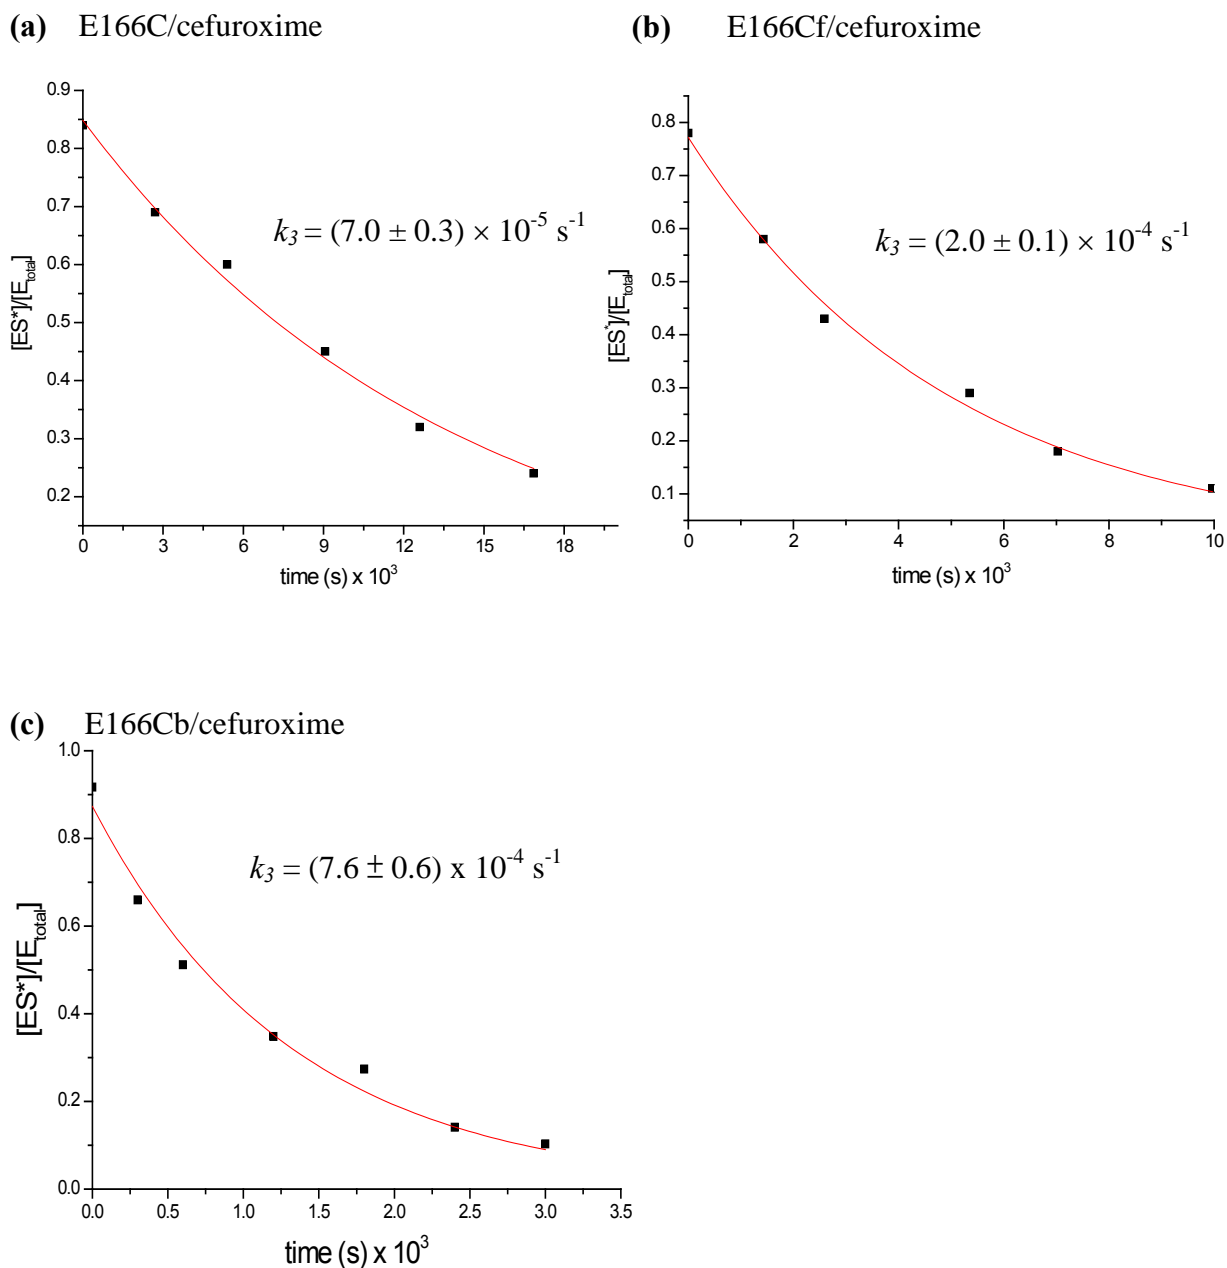 (a) E166C/cefuroxime
0.9
0.8
0.7
0.6
0.5
0.4
0.3
0.2
[ES*]/[E_total]
k₃ = (7.0 ± 0.3) × 10⁻⁵ s⁻¹
0 3 6 9 12 15 18
time (s) x 10³
(b) E166Cf/cefuroxime
0.8
0.7
0.6
0.5
0.4
0.3
0.2
0.1
[ES*]/[E_total]
k₃ = (2.0 ± 0.1) × 10⁻⁴ s⁻¹
0 2 4 6 8 10
time (s) x 10³
(c) E166Cb/cefuroxime
1.0
0.8
0.6
0.4
0.2
0.0
[ES*]/[E_total]
k₃ = (7.6 ± 0.6) x 10⁻⁴ s⁻¹
0.0 0.5 1.0 1.5 2.0 2.5 3.0 3.5
time (s) x 10³